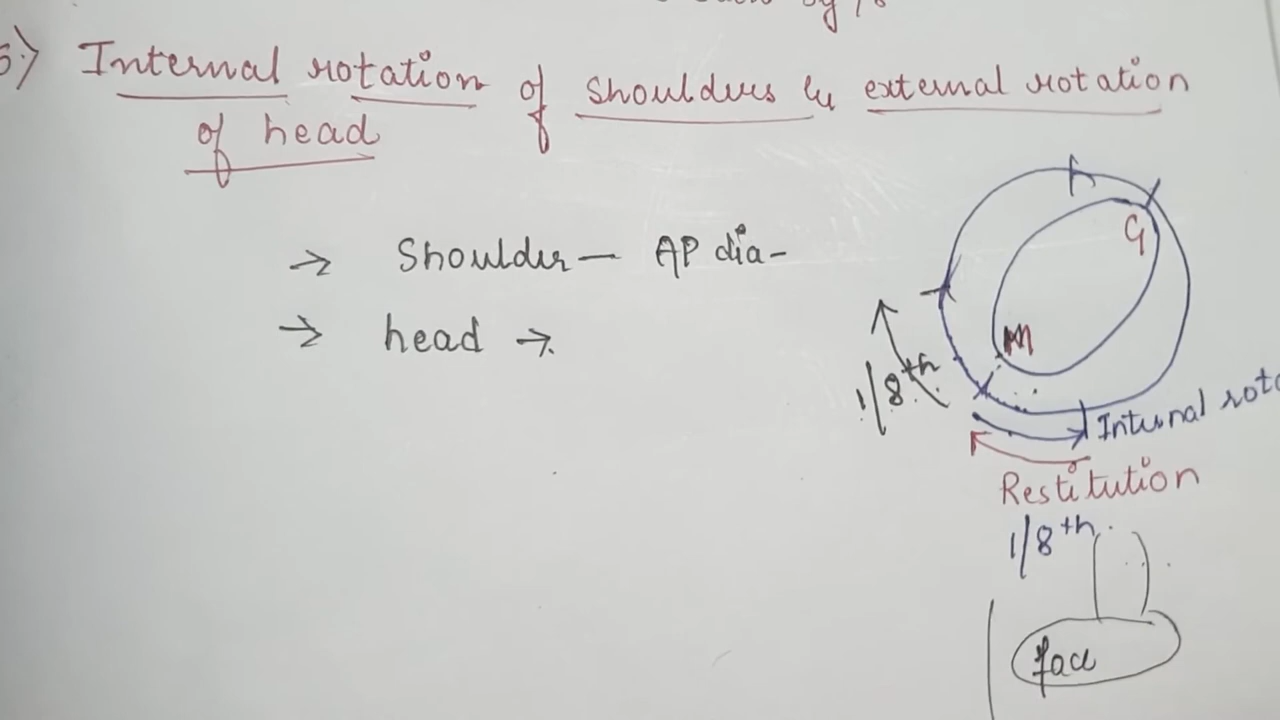 5) Internal rotation of shoulders & external rotation
of head
→ Shoulder — AP dia-
→ head →
G
M
1/8th
Internal rot
Restitution
1/8th
face